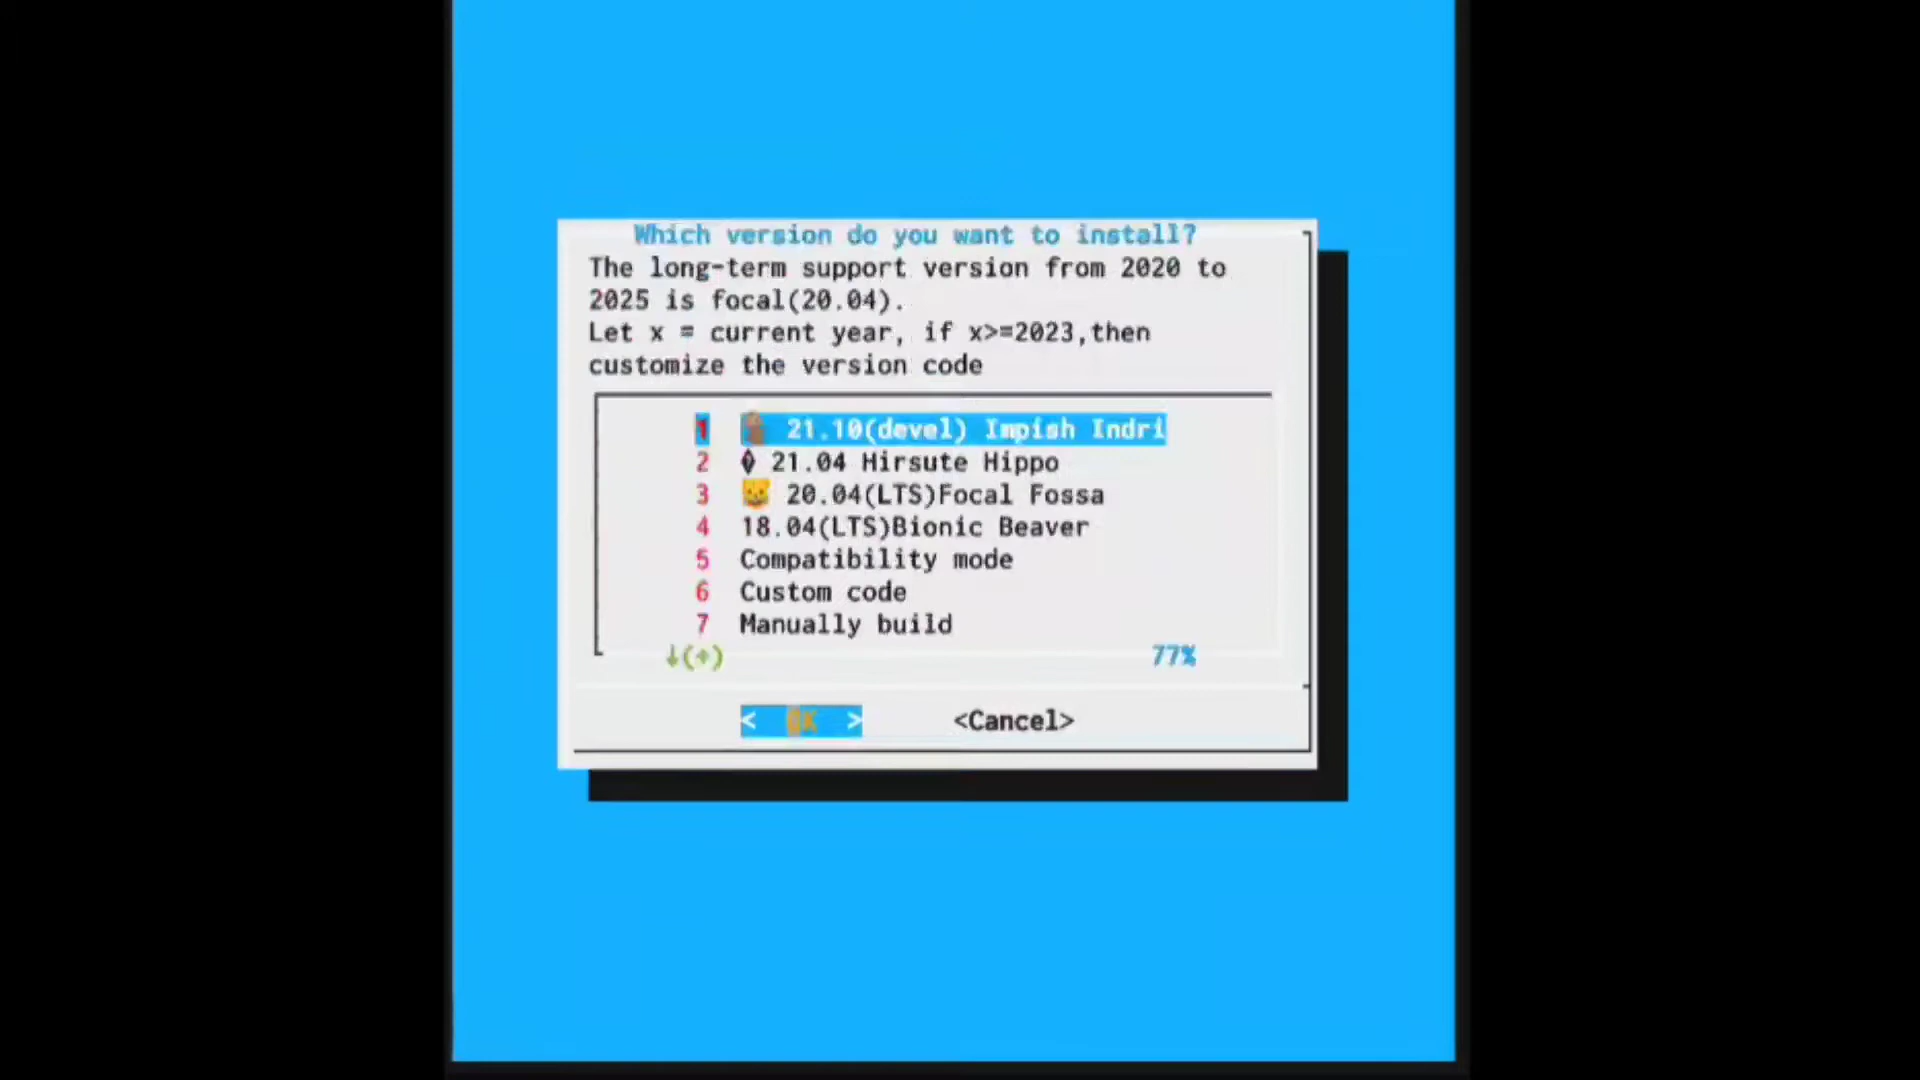 Which version do you want to install?
The long-term support version from 2020 to
2025 is focal(20.04).
Let x = current year, if x>=2023,then
customize the version code
1 21.10(devel) Impish Indri
2 21.04 Hirsute Hippo
3 20.04(LTS)Focal Fossa
4 18.04(LTS)Bionic Beaver
5 Compatibility mode
6 Custom code
7 Manually build
↓(+) 77%
< OK > <Cancel>